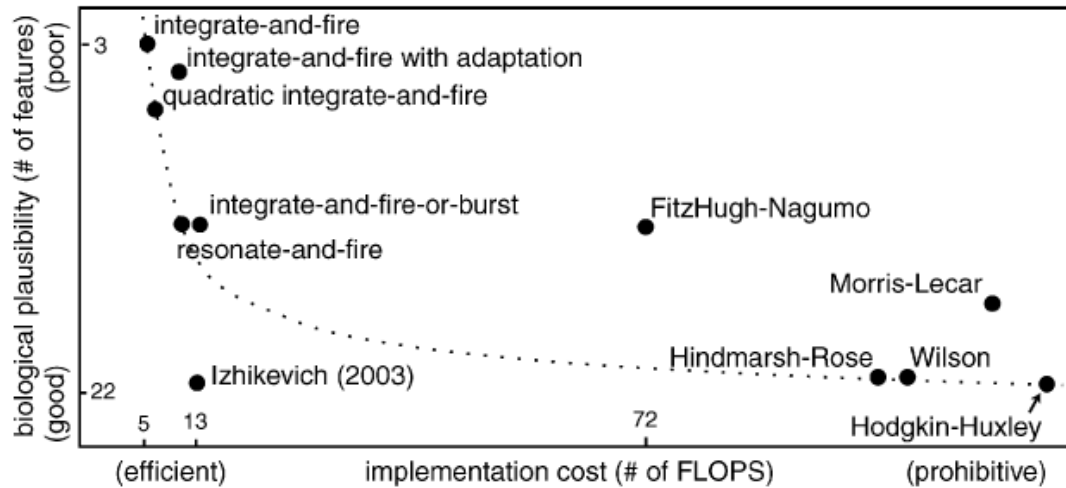 biological plausibility (# of features)
(poor)
(good)
3
22
integrate-and-fire
integrate-and-fire with adaptation
quadratic integrate-and-fire
integrate-and-fire-or-burst
resonate-and-fire
FitzHugh-Nagumo
Morris-Lecar
Izhikevich (2003)
Hindmarsh-Rose
Wilson
Hodgkin-Huxley
5
13
72
(efficient)
implementation cost (# of FLOPS)
(prohibitive)